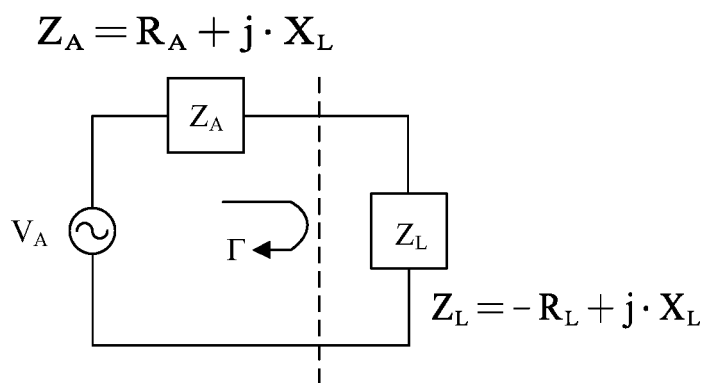 Z_A = R_A + j · X_L
Z_A
V_A
Γ
Z_L
Z_L = - R_L + j · X_L